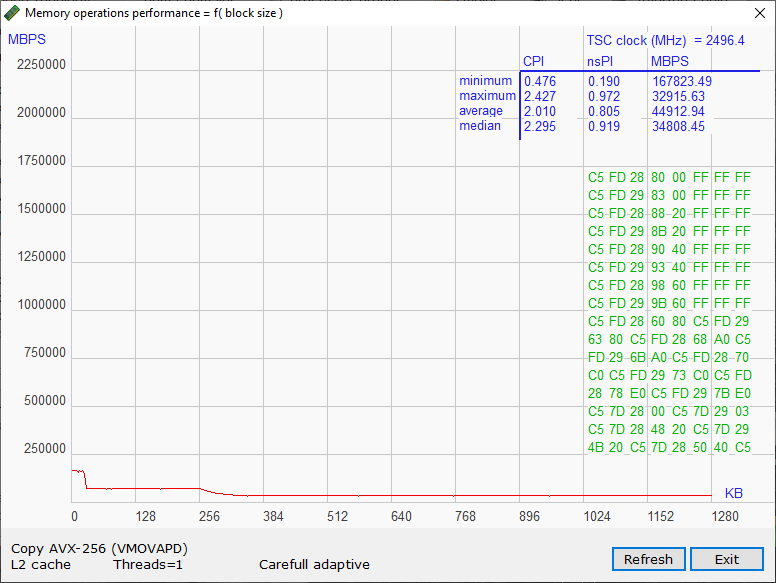 Memory operations performance = f( block size )
MBPS
TSC clock (MHz) = 2496.4
CPI nsPI MBPS
minimum 0.476 0.190 167823.49
maximum 2.427 0.972 32915.63
average 2.010 0.805 44912.94
median 2.295 0.919 34808.45
2250000
2000000
1750000
1500000
1250000
1000000
750000
500000
250000
C5 FD 28 80 00 FF FF FF
C5 FD 29 83 00 FF FF FF
C5 FD 28 88 20 FF FF FF
C5 FD 29 8B 20 FF FF FF
C5 FD 28 90 40 FF FF FF
C5 FD 29 93 40 FF FF FF
C5 FD 28 98 60 FF FF FF
C5 FD 29 9B 60 FF FF FF
C5 FD 28 60 80 C5 FD 29
63 80 C5 FD 28 68 A0 C5
FD 29 6B A0 C5 FD 28 70
C0 C5 FD 29 73 C0 C5 FD
28 78 E0 C5 FD 29 7B E0
C5 7D 28 00 C5 7D 29 03
C5 7D 28 48 20 C5 7D 29
4B 20 C5 7D 28 50 40 C5
KB
0 128 256 384 512 640 768 896 1024 1152 1280
Copy AVX-256 (VMOVAPD)
L2 cache Threads=1 Carefull adaptive
Refresh Exit